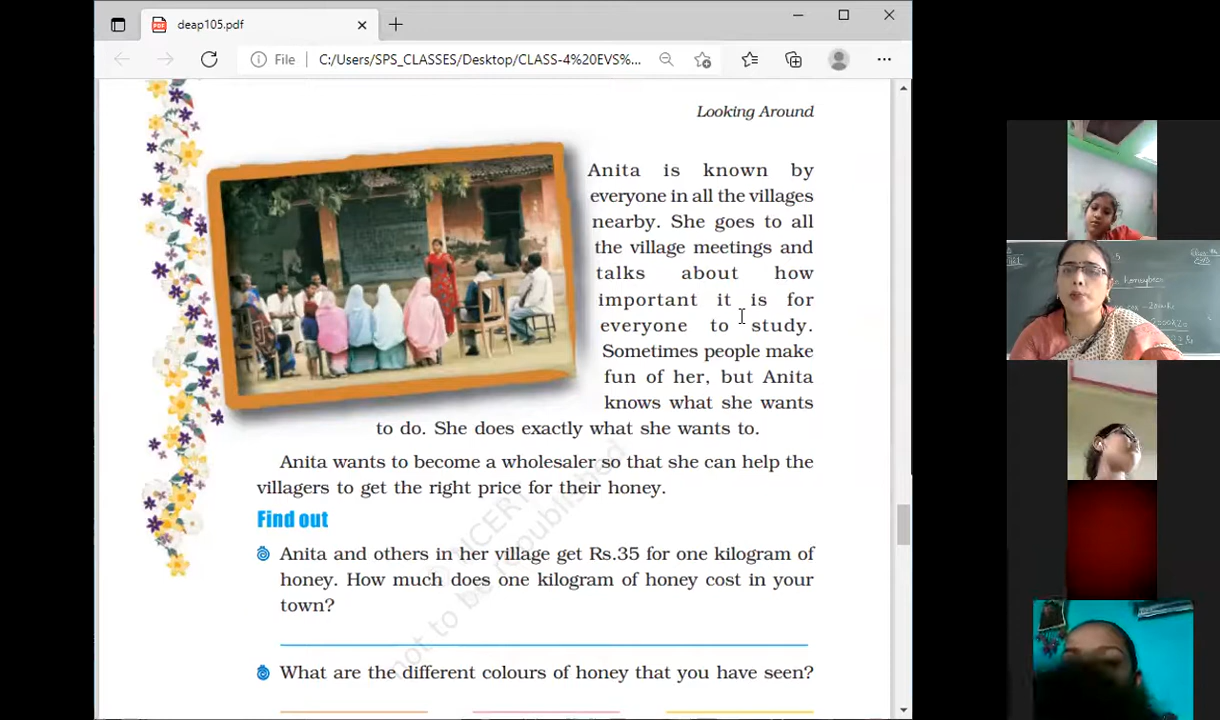 deap105.pdf
File C:/Users/SPS_CLASSES/Desktop/CLASS-4%20EVS%...
Looking Around
Anita is known by
everyone in all the villages
nearby. She goes to all
the village meetings and
talks about how
important it is for
everyone to study.
Sometimes people make
fun of her, but Anita
knows what she wants
to do. She does exactly what she wants to.
Anita wants to become a wholesaler so that she can help the
villagers to get the right price for their honey.
Find out
Anita and others in her village get Rs.35 for one kilogram of
honey. How much does one kilogram of honey cost in your
town?
What are the different colours of honey that you have seen?
© NCERT
not to be republished
honeybees